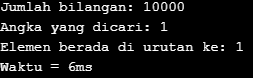 Jumlah bilangan: 10000
Angka yang dicari: 1
Elemen berada di urutan ke: 1
Waktu = 6ms